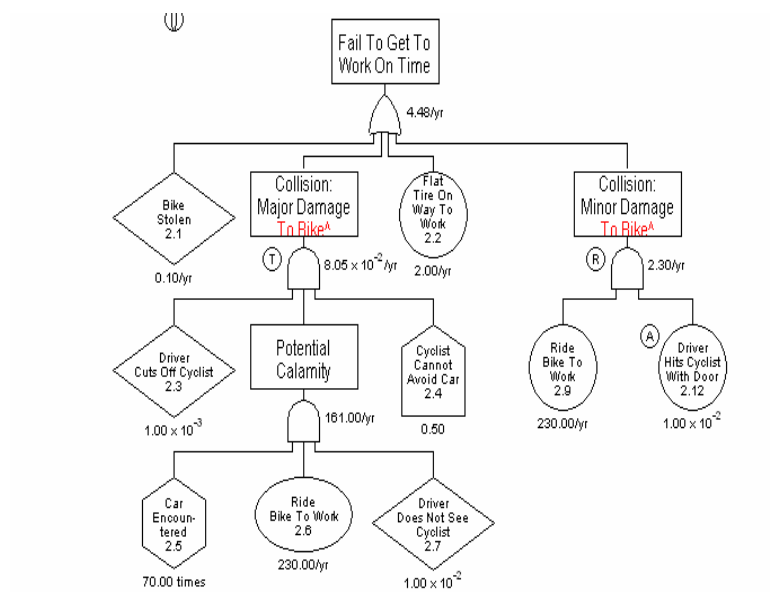 Fail To Get To
Work On Time
4.48/yr
Bike
Stolen
2.1
0.10/yr
Collision:
Major Damage
To Bike^
T
8.05 x 10^-2/yr
Flat
Tire On
Way To
Work
2.2
2.00/yr
Collision:
Minor Damage
To Bike^
R
2.30/yr
Driver
Cuts Off Cyclist
2.3
1.00 x 10^-3
Potential
Calamity
161.00/yr
Cyclist
Cannot
Avoid Car
2.4
0.50
Ride
Bike To
Work
2.9
230.00/yr
A
Driver
Hits Cyclist
With Door
2.12
1.00 x 10^-2
Car
Encoun-
tered
2.5
70.00 times
Ride
Bike To Work
2.6
230.00/yr
Driver
Does Not See
Cyclist
2.7
1.00 x 10^-2